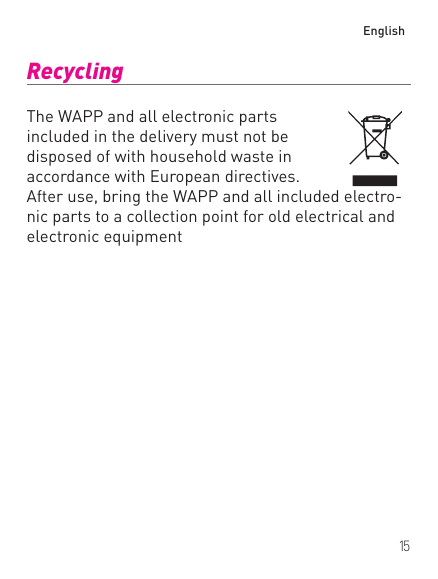 English
Recycling
The WAPP and all electronic parts
included in the delivery must not be
disposed of with household waste in
accordance with European directives.
After use, bring the WAPP and all included electro-
nic parts to a collection point for old electrical and
electronic equipment
15